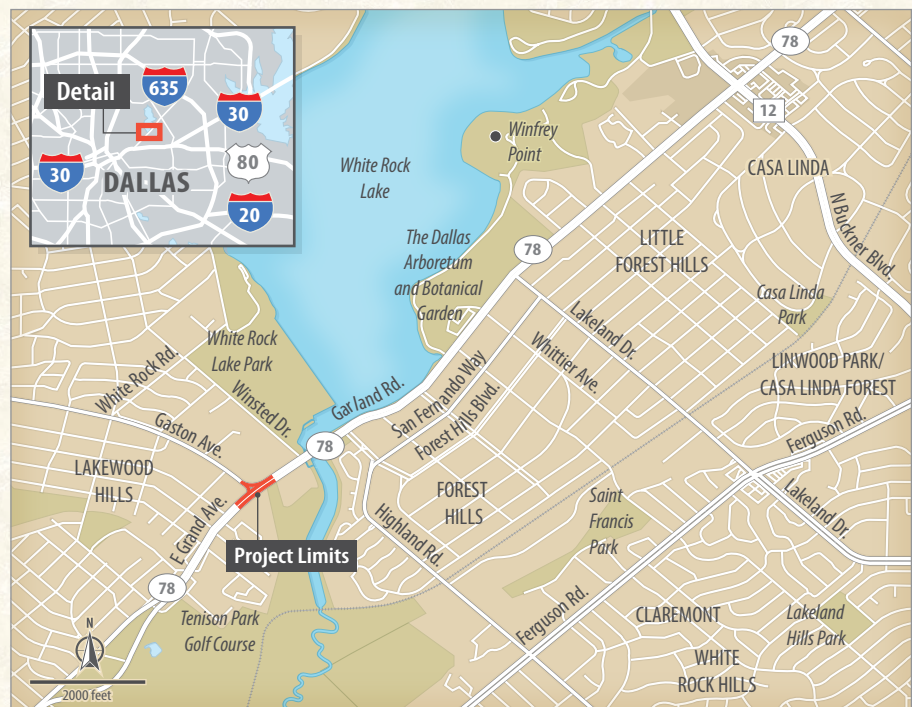 Detail
635
30
80
30
DALLAS
20
78
12
Winfrey
Point
CASA LINDA
White Rock
Lake
N Buckner Blvd.
The Dallas
Arboretum
and Botanical
Garden
78
LITTLE
FOREST HILLS
Casa Linda
Park
Lakeland Dr.
White Rock
Lake Park
Whittier Ave.
San Fernando Way
LINWOOD PARK/
CASA LINDA FOREST
White Rock Rd.
Winsted Dr.
Garland Rd.
Forest Hills Blvd.
Ferguson Rd.
Gaston Ave.
78
LAKEWOOD
HILLS
FOREST
HILLS
Saint
Francis
Park
Lakeland Dr.
E Grand Ave.
Highland Rd.
Project Limits
78
Ferguson Rd.
Tenison Park
Golf Course
CLAREMONT
Lakeland
Hills Park
WHITE
ROCK HILLS
N
2000 feet